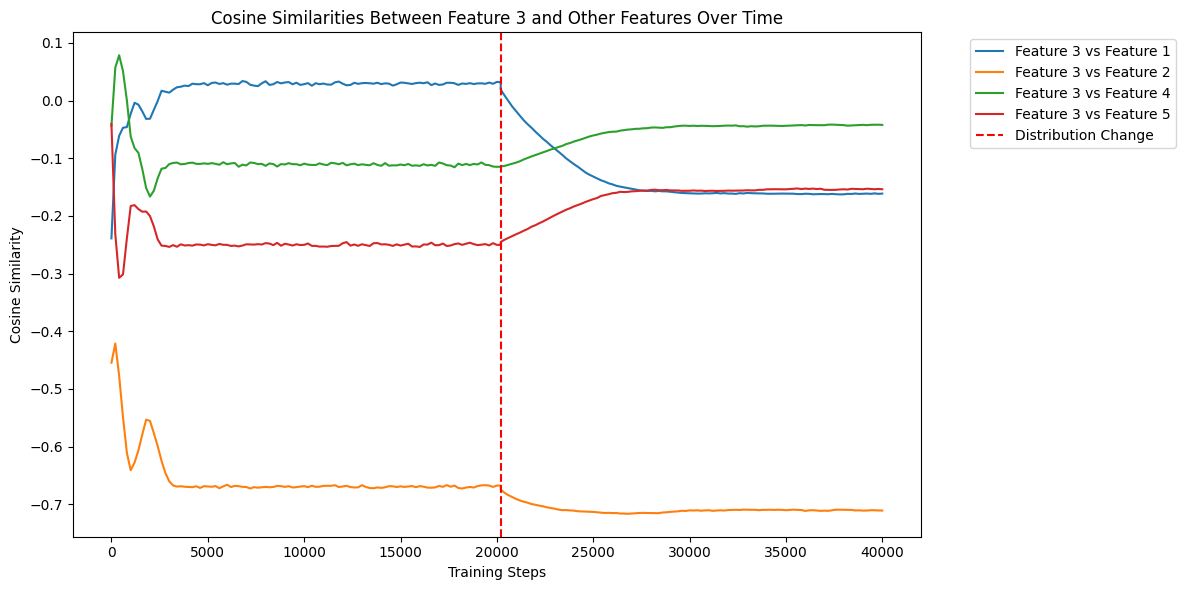 Cosine Similarities Between Feature 3 and Other Features Over Time
Feature 3 vs Feature 1
Feature 3 vs Feature 2
Feature 3 vs Feature 4
Feature 3 vs Feature 5
Distribution Change
Cosine Similarity
0.1
0.0
−0.1
−0.2
−0.3
−0.4
−0.5
−0.6
−0.7
0 5000 10000 15000 20000 25000 30000 35000 40000
Training Steps